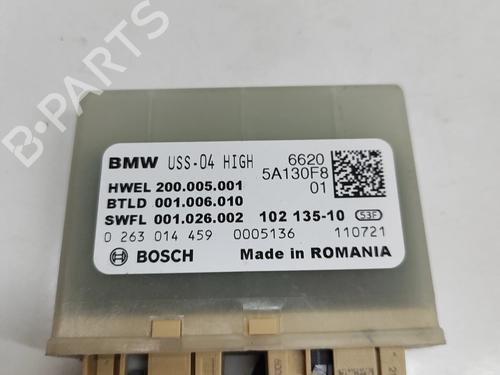 BMW USS-04 HIGH 6620
5A130F8
01
HWEL 200.005.001
BTLD 001.006.010
SWFL 001.026.002 102 135-10 53F
0 263 014 459 0005136 110721
BOSCH Made in ROMANIA
B-PARTS